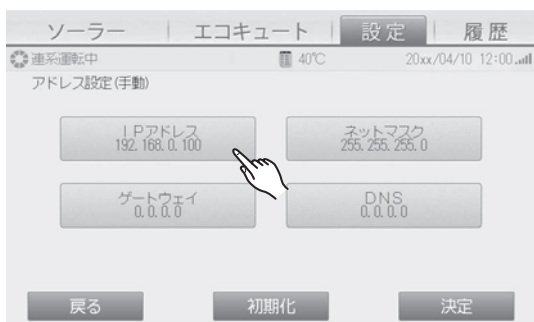 ソーラー エコキュート 設定 履歴
連系運転中 40℃ 20xx/04/10 12:00
アドレス設定(手動)
IPアドレス ネットマスク
192.168.0.100 255.255.255.0
ゲートウェイ DNS
0.0.0.0 0.0.0.0
戻る 初期化 決定